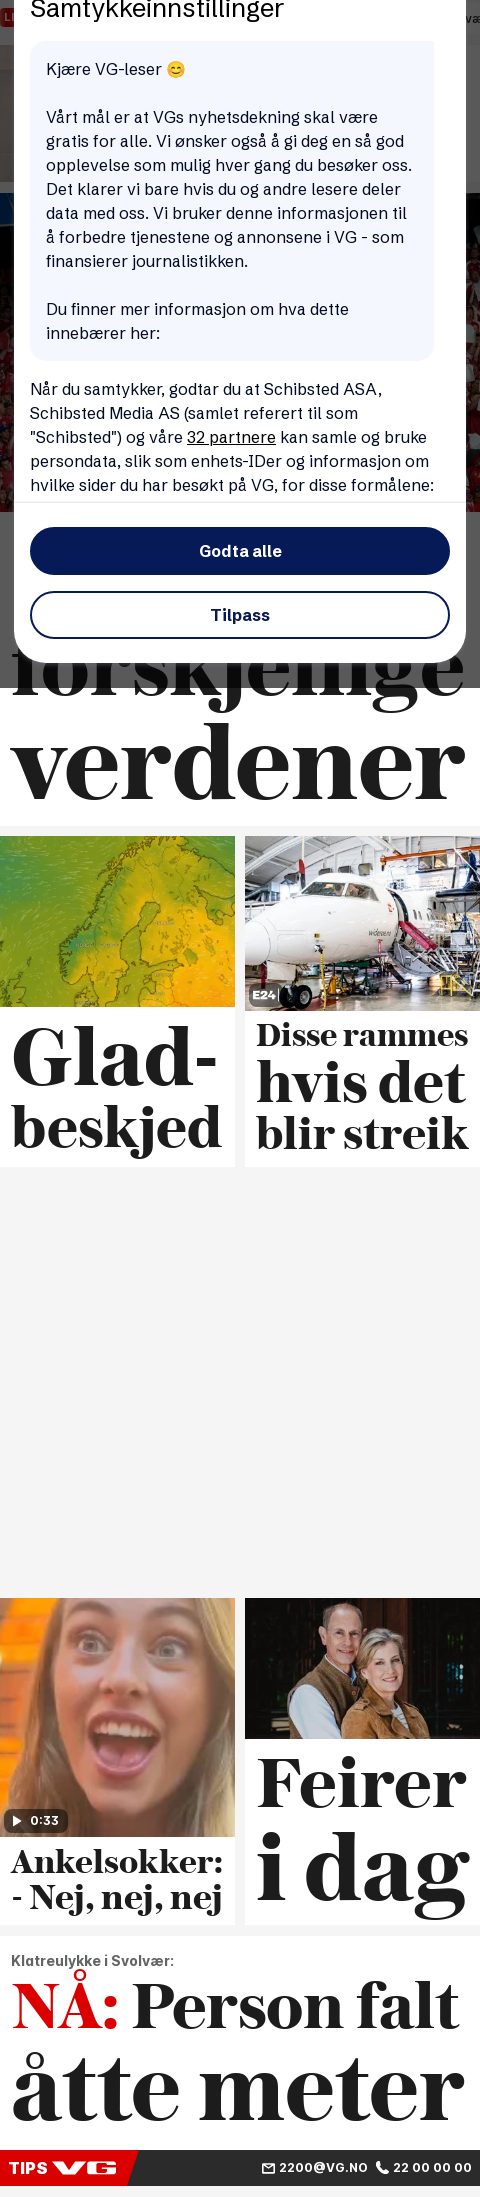 Samtykkeinnstillinger
Kjære VG-leser 😊
Vårt mål er at VGs nyhetsdekning skal være
gratis for alle. Vi ønsker også å gi deg en så god
opplevelse som mulig hver gang du besøker oss.
Det klarer vi bare hvis du og andre lesere deler
data med oss. Vi bruker denne informasjonen til
å forbedre tjenestene og annonsene i VG - som
finansierer journalistikken.
Du finner mer informasjon om hva dette
innebærer her:
Når du samtykker, godtar du at Schibsted ASA,
Schibsted Media AS (samlet referert til som
"Schibsted") og våre 32 partnere kan samle og bruke
persondata, slik som enhets-IDer og informasjon om
hvilke sider du har besøkt på VG, for disse formålene:
Godta alle
Tilpass
forskjellige
verdener
widerøe.no
E24
Glad-
beskjed
Disse rammes
hvis det
blir streik
0:33
Ankelsokker:
- Nej, nej, nej
Feirer
i dag
Klatreulykke i Svolvær:
NÅ: Person falt
åtte meter
TIPS VG
2200@VG.NO
22 00 00 00